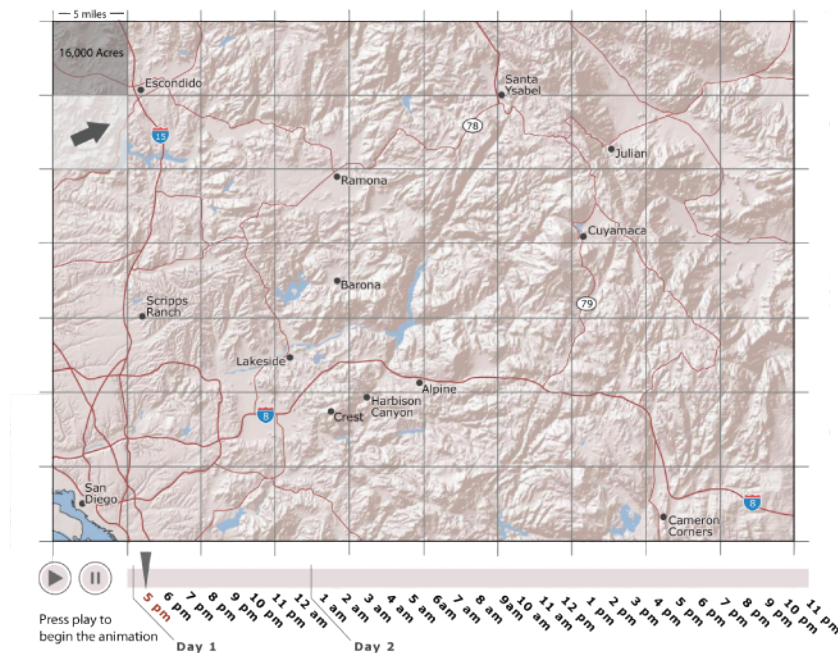 5 miles
16,000 Acres
Escondido
Santa
Ysabel
78
15
Julian
Ramona
Cuyamaca
Barona
79
Scripps
Ranch
Lakeside
Alpine
Harbison
Canyon
Crest
8
San
Diego
8
Cameron
Corners
5 pm
6 pm
7 pm
8 pm
9 pm
10 pm
11 pm
12 am
1 am
2 am
3 am
4 am
5 am
6am
7 am
8 am
9am
10 am
11 am
12 pm
1 pm
2 pm
3 pm
4 pm
5 pm
6 pm
7 pm
8 pm
9 pm
10 pm
11 pm
Press play to
begin the animation
Day 1
Day 2